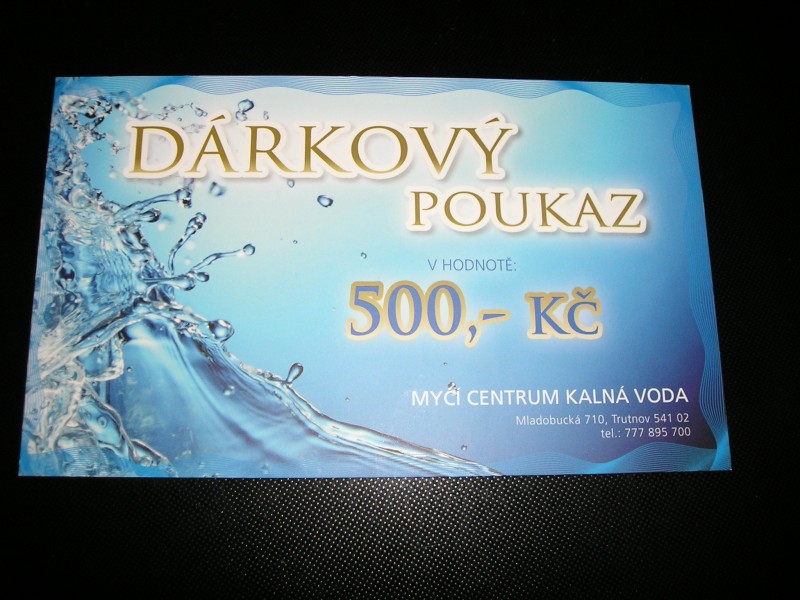 DÁRKOVÝ
POUKAZ
V HODNOTĚ:
500,- KČ
MYČÍ CENTRUM KALNÁ VODA
Mladobucká 710, Trutnov 541 02
tel.: 777 895 700